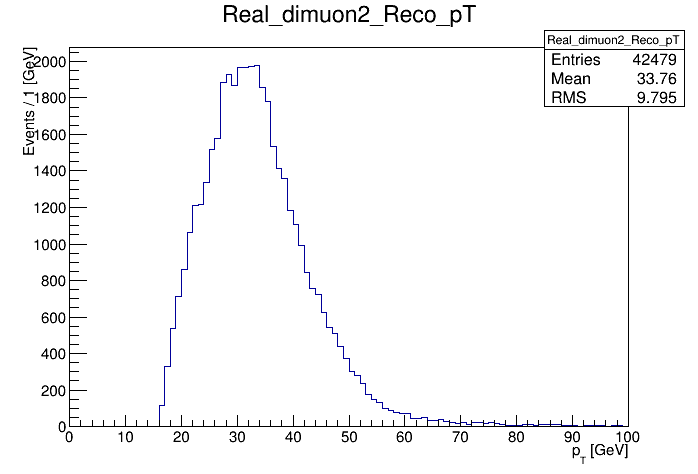 Real_dimuon2_Reco_pT
Real_dimuon2_Reco_pT
Entries 42479
Mean 33.76
RMS 9.795
Events / 1 [GeV]
2000
1800
1600
1400
1200
1000
800
600
400
200
0
0 10 20 30 40 50 60 70 80 90 100
p_T [GeV]